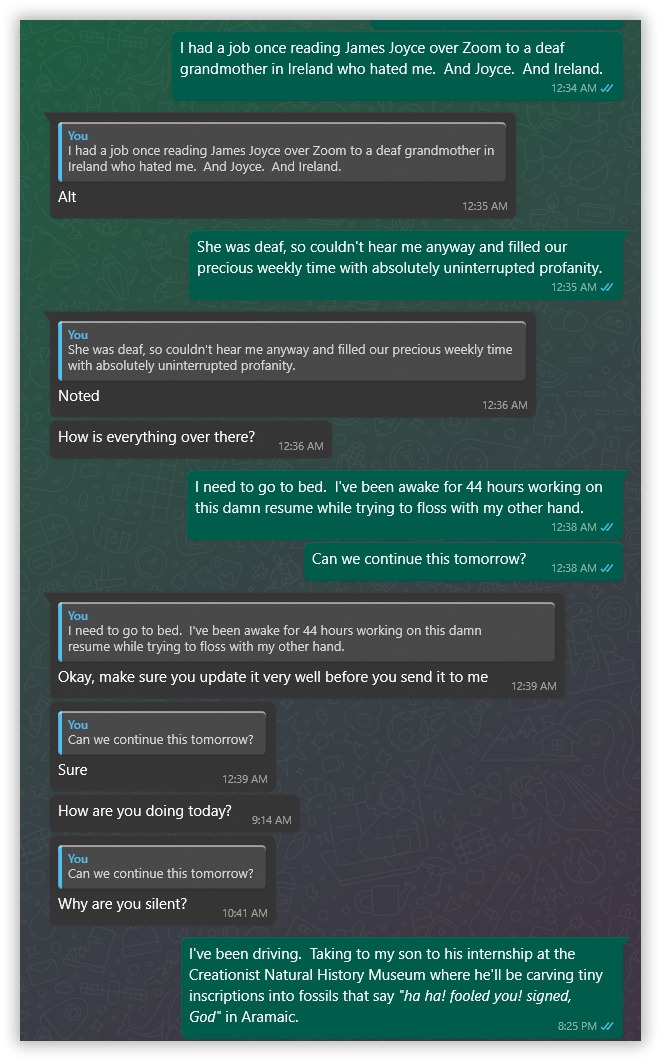 I had a job once reading James Joyce over Zoom to a deaf
grandmother in Ireland who hated me.  And Joyce.  And Ireland.
12:34 AM
You
I had a job once reading James Joyce over Zoom to a deaf grandmother in
Ireland who hated me.  And Joyce.  And Ireland.
Alt
12:35 AM
She was deaf, so couldn't hear me anyway and filled our
precious weekly time with absolutely uninterrupted profanity.
12:35 AM
You
She was deaf, so couldn't hear me anyway and filled our precious weekly time
with absolutely uninterrupted profanity.
Noted
12:36 AM
How is everything over there?
12:36 AM
I need to go to bed.  I've been awake for 44 hours working on
this damn resume while trying to floss with my other hand.
12:38 AM
Can we continue this tomorrow?
12:38 AM
You
I need to go to bed.  I've been awake for 44 hours working on this damn
resume while trying to floss with my other hand.
Okay, make sure you update it very well before you send it to me
12:39 AM
You
Can we continue this tomorrow?
Sure
12:39 AM
How are you doing today?
9:14 AM
You
Can we continue this tomorrow?
Why are you silent?
10:41 AM
I've been driving.  Taking to my son to his internship at the
Creationist Natural History Museum where he'll be carving tiny
inscriptions into fossils that say "ha ha! fooled you! signed,
God" in Aramaic.
8:25 PM